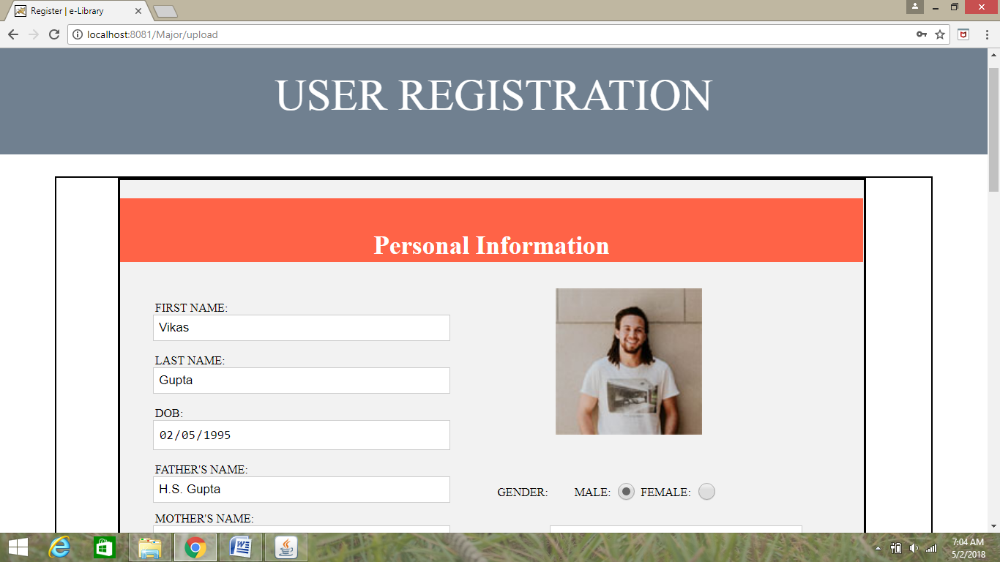 Register | e-Library
localhost:8081/Major/upload
USER REGISTRATION
Personal Information
FIRST NAME:
Vikas
LAST NAME:
Gupta
DOB:
02/05/1995
FATHER'S NAME:
H.S. Gupta
GENDER: MALE: FEMALE:
MOTHER'S NAME:
7:04 AM
5/2/2018